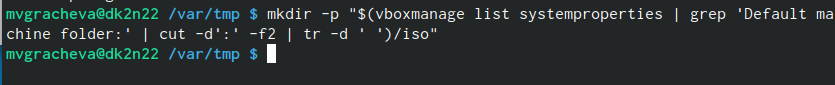 mvgracheva@dk2n22 /var/tmp $ mkdir -p "$(vboxmanage list systemproperties | grep 'Default ma
chine folder:' | cut -d':' -f2 | tr -d ' ')/iso"
mvgracheva@dk2n22 /var/tmp $